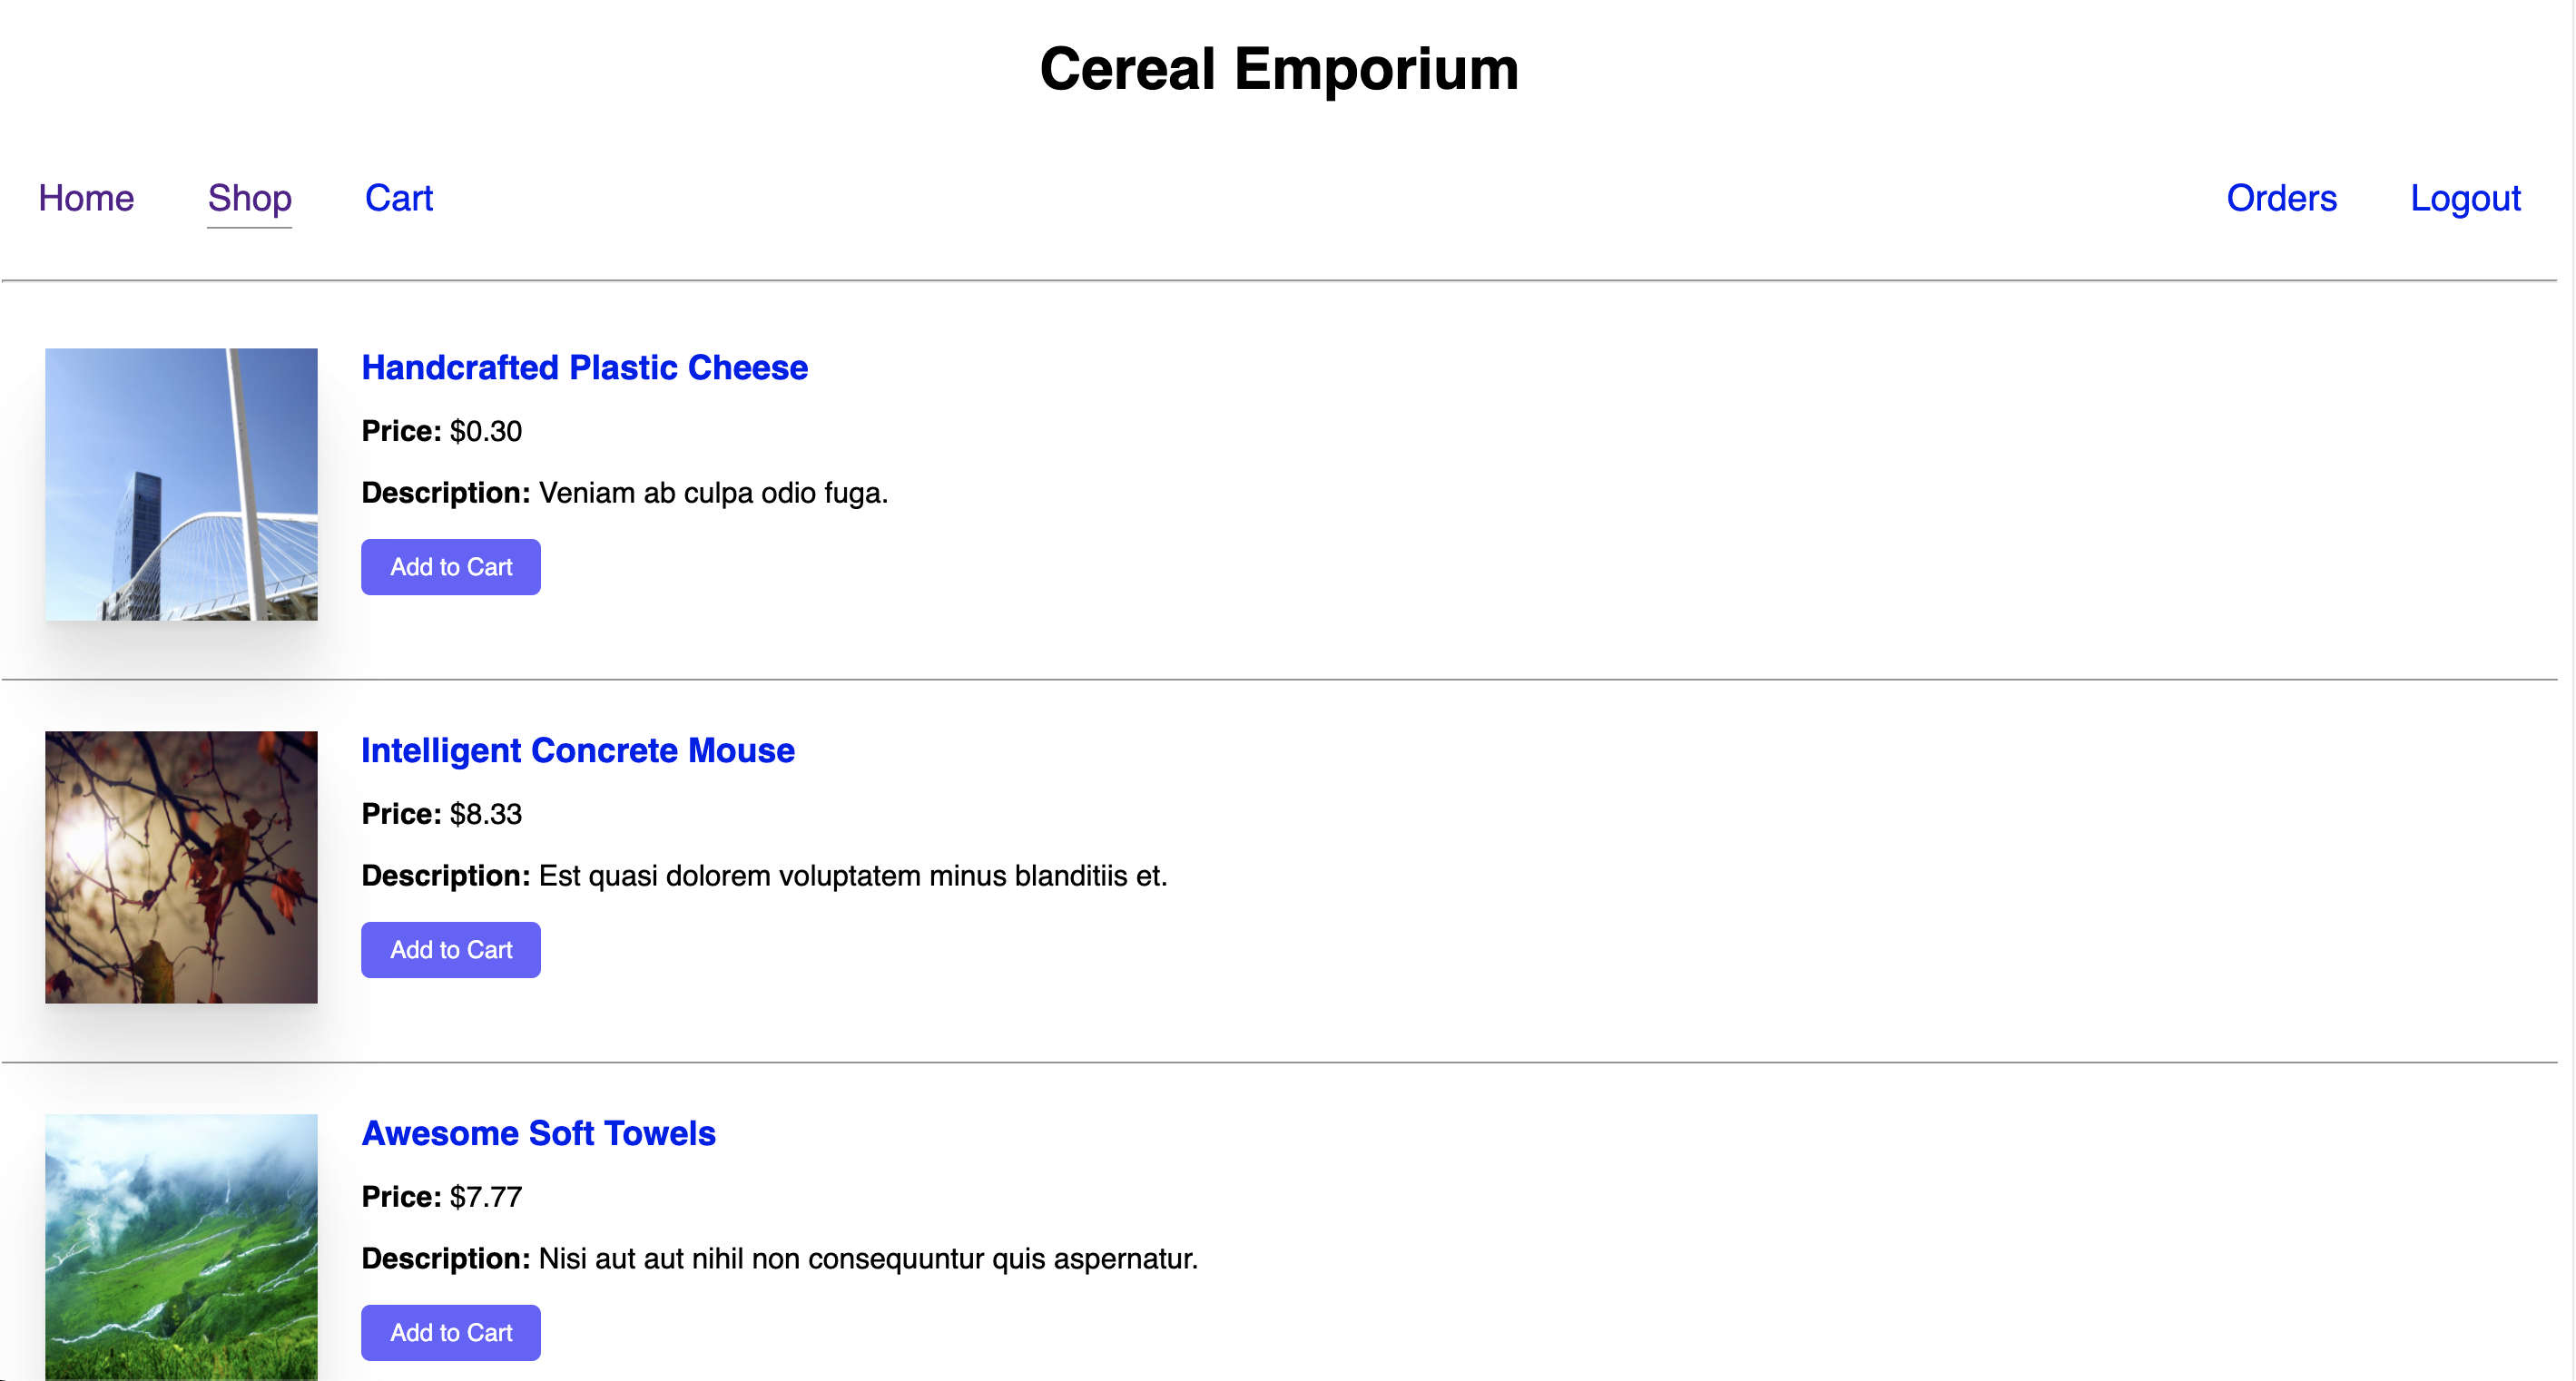 Cereal Emporium
Home Shop Cart Orders Logout
Handcrafted Plastic Cheese
Price: $0.30
Description: Veniam ab culpa odio fuga.
Add to Cart
Intelligent Concrete Mouse
Price: $8.33
Description: Est quasi dolorem voluptatem minus blanditiis et.
Add to Cart
Awesome Soft Towels
Price: $7.77
Description: Nisi aut aut nihil non consequuntur quis aspernatur.
Add to Cart